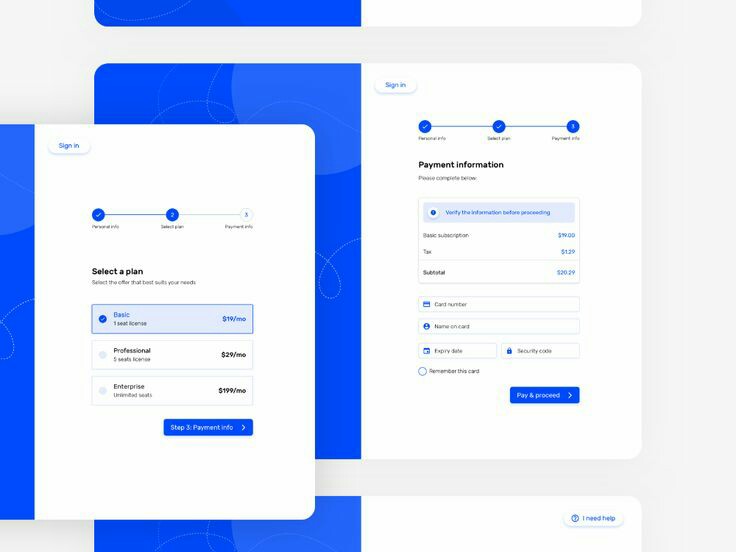 Sign in
Personal info
Select plan
Payment info
2
3
Select a plan
Select the offer that best suits your needs
Basic
1 seat license
$19/mo
Professional
5 seats license
$29/mo
Enterprise
Unlimited seats
$199/mo
Step 3: Payment info
Sign in
3
Personal info
Select plan
Payment info
Payment information
Please complete below.
Verify the information before proceeding
Basic subscription
$19.00
Tax
$1.29
Subtotal
$20.29
Card number
Name on card
Expiry date
Security code
Remember this card
Pay & proceed
I need help